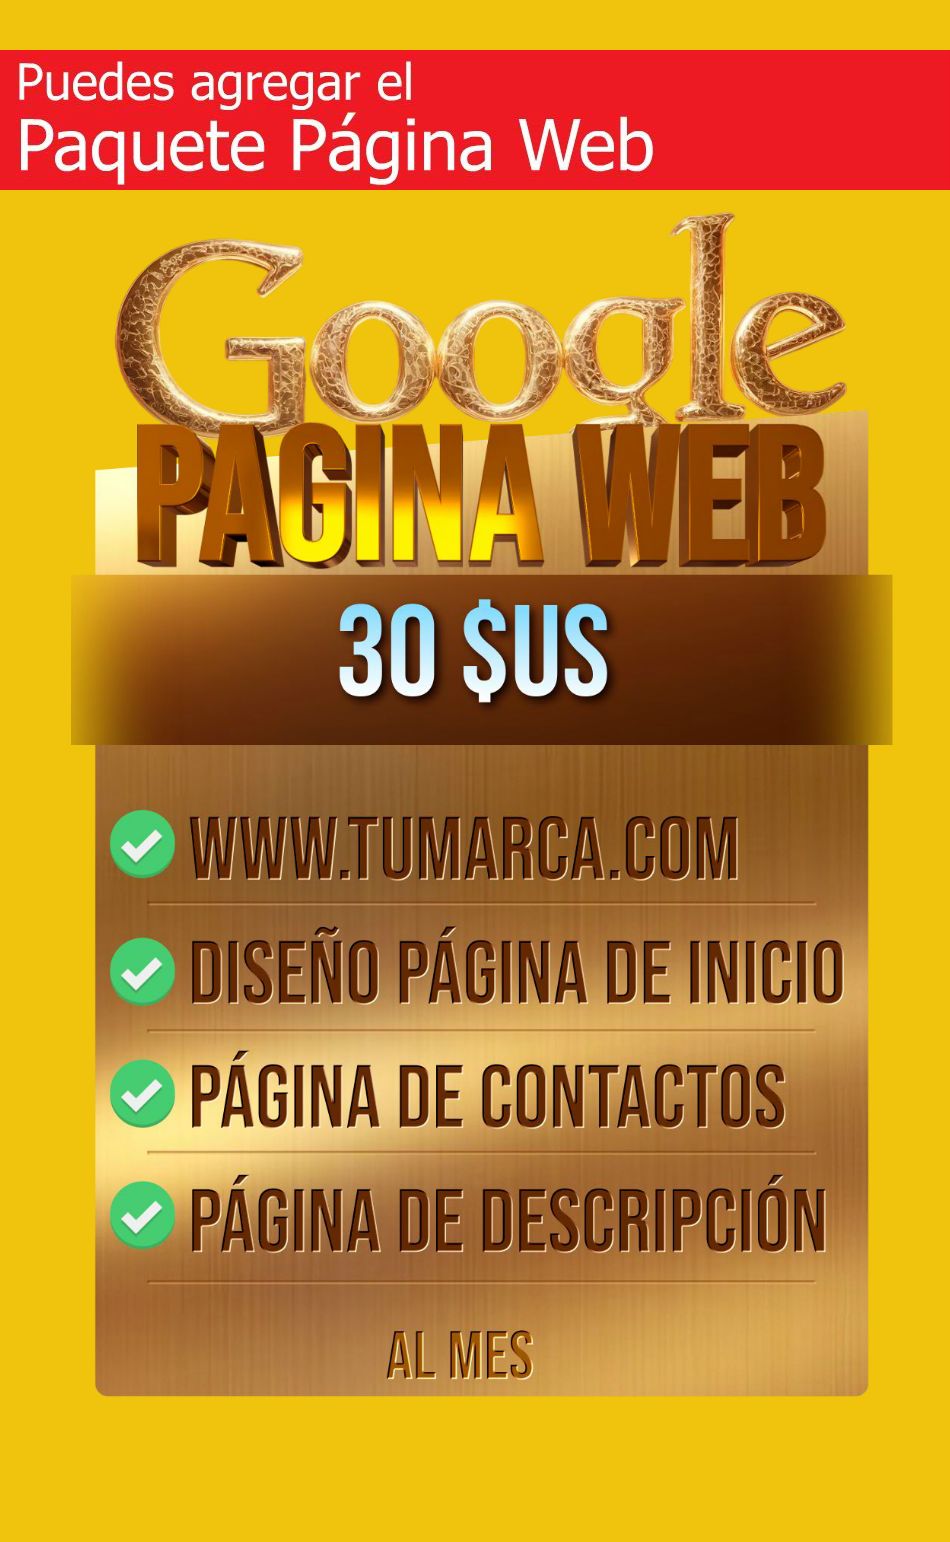 Puedes agregar el
Paquete Página Web
Google
PAGINA WEB
30 $US
WWW.TUMARCA.COM
DISEÑO PÁGINA DE INICIO
PÁGINA DE CONTACTOS
PÁGINA DE DESCRIPCIÓN
AL MES